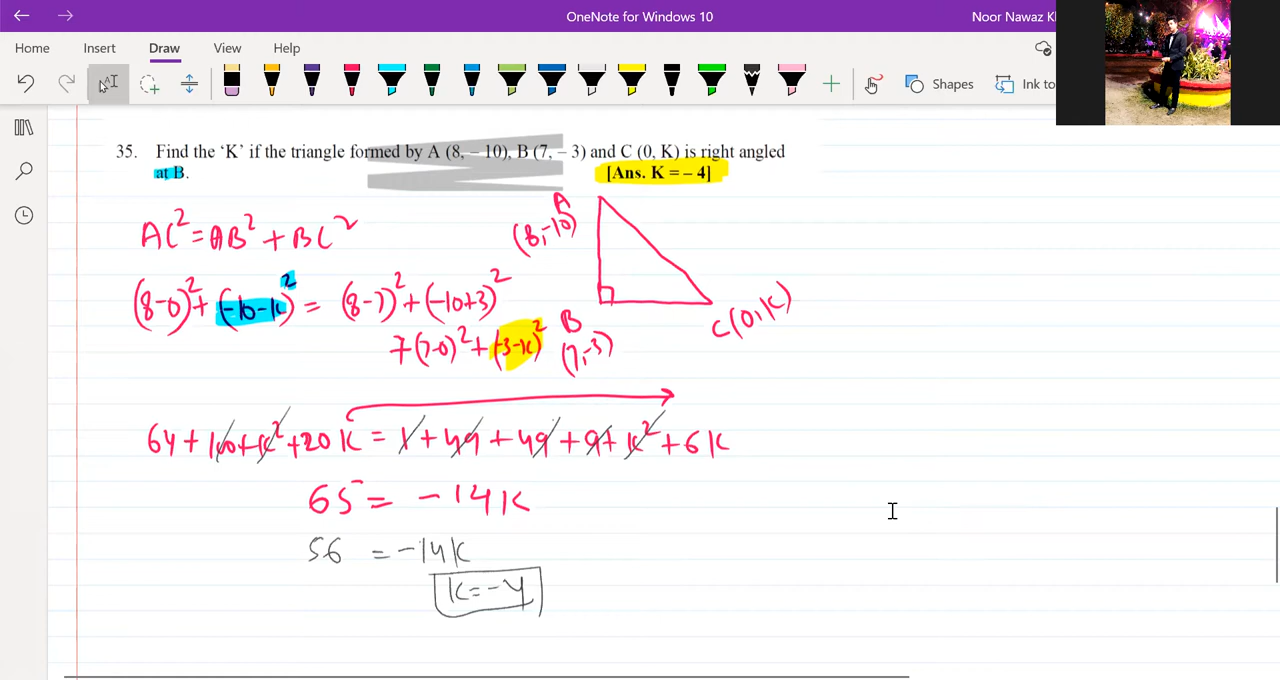 OneNote for Windows 10
Noor Nawaz Kh
Home Insert Draw View Help
Shapes Ink to
35. Find the ‘K’ if the triangle formed by A (8, – 10), B (7, – 3) and C (0, K) is right angled
at B. [Ans. K = – 4]
AC² = AB² + BC²
A
(8,-10)
(8-0)² + (-10-K)² = (8-7)² + (-10+3)²
7(7-0)² + (-3-K)²
B
(7,-3)
C(0,K)
64 + 100 + K² + 20K = 1 + 49 + 49 + 9 + K² + 6K
65 = -14K
56 = -14K
K = -4